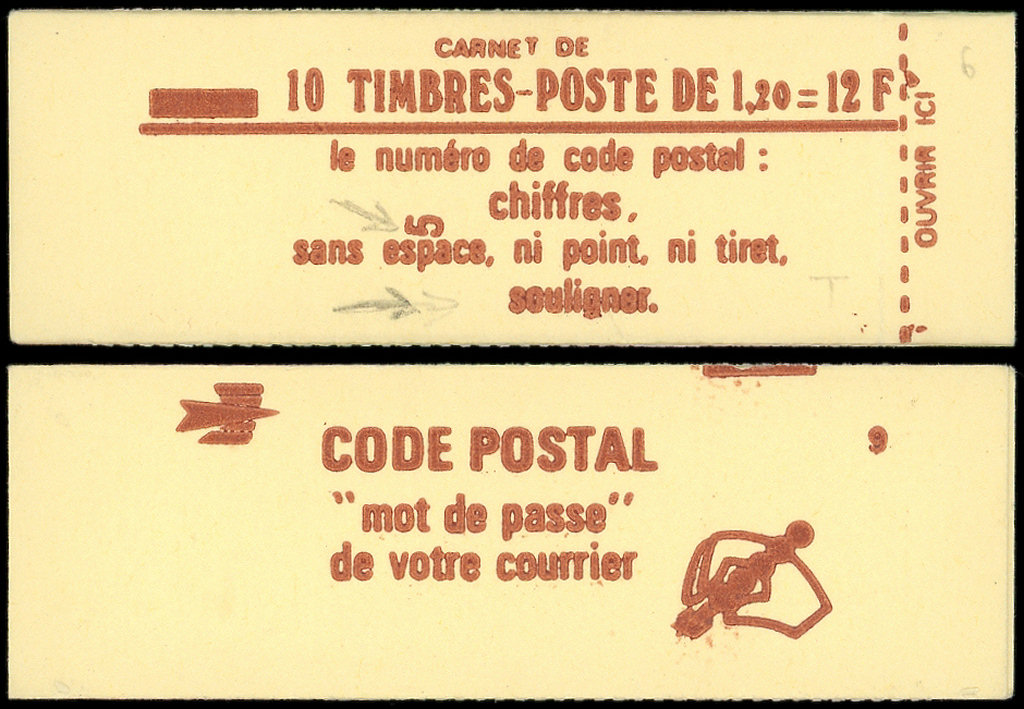 CARNET DE
10 TIMBRES-POSTE DE 1,20 = 12 F
OUVRIR ICI
6
le numéro de code postal :
chiffres,
5
sans espace, ni point, ni tiret,
souligner.
T
CODE POSTAL
9
"mot de passe"
de votre courrier